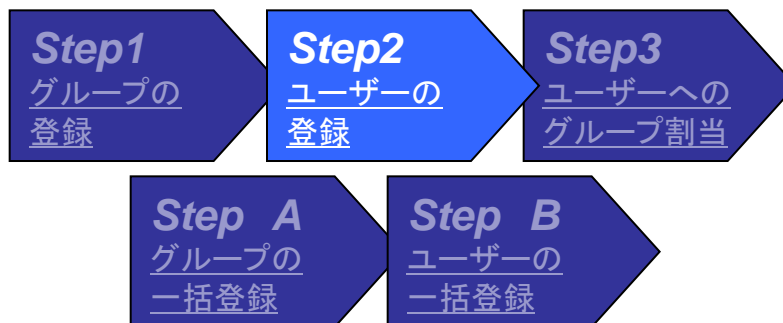 Step1
グループの
登録
Step2
ユーザーの
登録
Step3
ユーザーへの
グループ割当
Step A
グループの
一括登録
Step B
ユーザーの
一括登録